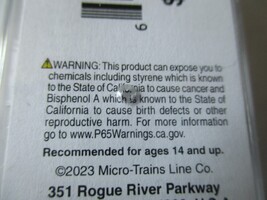 ⚠WARNING: This product can expose you to
chemicals including styrene which is known
to the State of California to cause cancer and
Bisphenol A which is known to the State of
California to cause birth defects or other
reproductive harm. For more information
go to www.P65Warnings.ca.gov.
Recommended for ages 14 and up.
©2023 Micro-Trains Line Co.
351 Rogue River Parkway